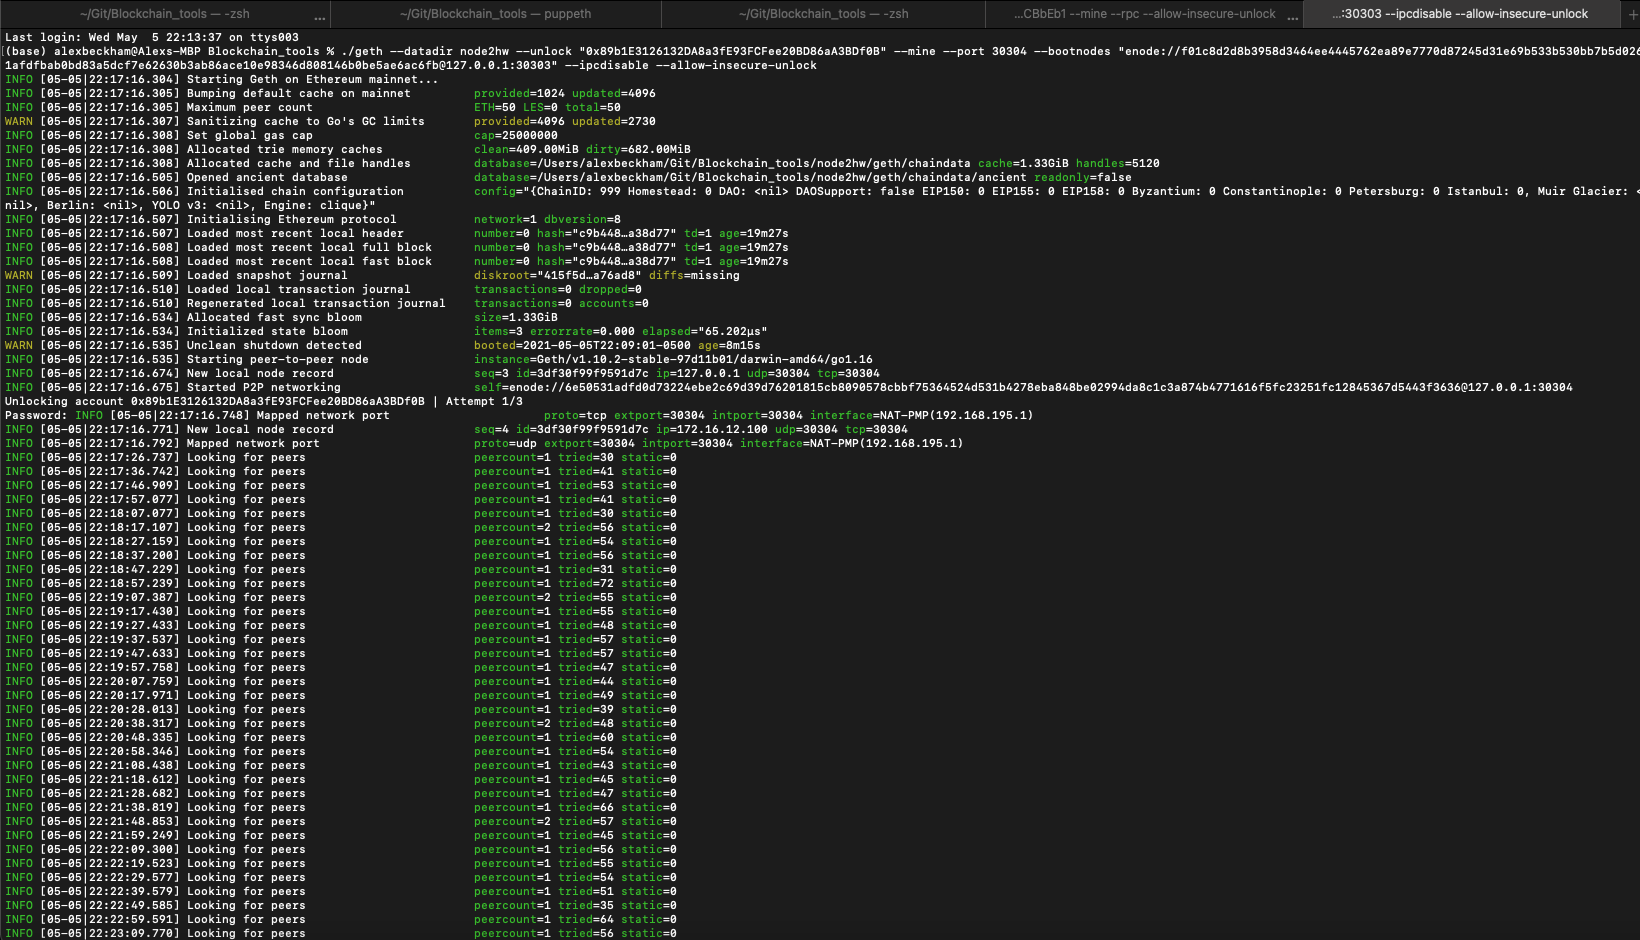 ~/Git/Blockchain_tools — -zsh ... ~/Git/Blockchain_tools — puppeth ~/Git/Blockchain_tools — -zsh ...CBbEb1 --mine --rpc --allow-insecure-unlock ... ...:30303 --ipcdisable --allow-insecure-unlock +
Last login: Wed May  5 22:13:37 on ttys003
(base) alexbeckham@Alexs-MBP Blockchain_tools % ./geth --datadir node2hw --unlock "0x89b1E3126132DA8a3fE93FCFee20BD86aA3BDf0B" --mine --port 30304 --bootnodes "enode://f01c8d2d8b3958d3464ee4445762ea89e7770d87245d31e69b533b530bb7b5d026
1afdfbab0bd83a5dcf7e62630b3ab86ace10e98346d808146b0be5ae6ac6fb@127.0.0.1:30303" --ipcdisable --allow-insecure-unlock
INFO [05-05|22:17:16.304] Starting Geth on Ethereum mainnet...
INFO [05-05|22:17:16.305] Bumping default cache on mainnet provided=1024 updated=4096
INFO [05-05|22:17:16.305] Maximum peer count ETH=50 LES=0 total=50
WARN [05-05|22:17:16.307] Sanitizing cache to Go's GC limits provided=4096 updated=2730
INFO [05-05|22:17:16.308] Set global gas cap cap=25000000
INFO [05-05|22:17:16.308] Allocated trie memory caches clean=409.00MiB dirty=682.00MiB
INFO [05-05|22:17:16.308] Allocated cache and file handles database=/Users/alexbeckham/Git/Blockchain_tools/node2hw/geth/chaindata cache=1.33GiB handles=5120
INFO [05-05|22:17:16.505] Opened ancient database database=/Users/alexbeckham/Git/Blockchain_tools/node2hw/geth/chaindata/ancient readonly=false
INFO [05-05|22:17:16.506] Initialised chain configuration config="{ChainID: 999 Homestead: 0 DAO: <nil> DAOSupport: false EIP150: 0 EIP155: 0 EIP158: 0 Byzantium: 0 Constantinople: 0 Petersburg: 0 Istanbul: 0, Muir Glacier: <
nil>, Berlin: <nil>, YOLO v3: <nil>, Engine: clique}"
INFO [05-05|22:17:16.507] Initialising Ethereum protocol network=1 dbversion=8
INFO [05-05|22:17:16.507] Loaded most recent local header number=0 hash="c9b448…a38d77" td=1 age=19m27s
INFO [05-05|22:17:16.508] Loaded most recent local full block number=0 hash="c9b448…a38d77" td=1 age=19m27s
INFO [05-05|22:17:16.508] Loaded most recent local fast block number=0 hash="c9b448…a38d77" td=1 age=19m27s
WARN [05-05|22:17:16.509] Loaded snapshot journal diskroot="415f5d…a76ad8" diffs=missing
INFO [05-05|22:17:16.510] Loaded local transaction journal transactions=0 dropped=0
INFO [05-05|22:17:16.510] Regenerated local transaction journal transactions=0 accounts=0
INFO [05-05|22:17:16.534] Allocated fast sync bloom size=1.33GiB
INFO [05-05|22:17:16.534] Initialized state bloom items=3 errorrate=0.000 elapsed="65.202µs"
WARN [05-05|22:17:16.535] Unclean shutdown detected booted=2021-05-05T22:09:01-0500 age=8m15s
INFO [05-05|22:17:16.535] Starting peer-to-peer node instance=Geth/v1.10.2-stable-97d11b01/darwin-amd64/go1.16
INFO [05-05|22:17:16.674] New local node record seq=3 id=3df30f99f9591d7c ip=127.0.0.1 udp=30304 tcp=30304
INFO [05-05|22:17:16.675] Started P2P networking self=enode://6e50531adfd0d73224ebe2c69d39d76201815cb8090578cbbf75364524d531b4278eba848be02994da8c1c3a874b4771616f5fc23251fc12845367d5443f3636@127.0.0.1:30304
Unlocking account 0x89b1E3126132DA8a3fE93FCFee20BD86aA3BDf0B | Attempt 1/3
Password: INFO [05-05|22:17:16.748] Mapped network port proto=tcp extport=30304 intport=30304 interface=NAT-PMP(192.168.195.1)
INFO [05-05|22:17:16.771] New local node record seq=4 id=3df30f99f9591d7c ip=172.16.12.100 udp=30304 tcp=30304
INFO [05-05|22:17:16.792] Mapped network port proto=udp extport=30304 intport=30304 interface=NAT-PMP(192.168.195.1)
INFO [05-05|22:17:26.737] Looking for peers peercount=1 tried=30 static=0
INFO [05-05|22:17:36.742] Looking for peers peercount=1 tried=41 static=0
INFO [05-05|22:17:46.909] Looking for peers peercount=1 tried=53 static=0
INFO [05-05|22:17:57.077] Looking for peers peercount=1 tried=41 static=0
INFO [05-05|22:18:07.077] Looking for peers peercount=1 tried=30 static=0
INFO [05-05|22:18:17.107] Looking for peers peercount=2 tried=56 static=0
INFO [05-05|22:18:27.159] Looking for peers peercount=1 tried=54 static=0
INFO [05-05|22:18:37.200] Looking for peers peercount=1 tried=56 static=0
INFO [05-05|22:18:47.229] Looking for peers peercount=1 tried=31 static=0
INFO [05-05|22:18:57.239] Looking for peers peercount=1 tried=72 static=0
INFO [05-05|22:19:07.387] Looking for peers peercount=2 tried=55 static=0
INFO [05-05|22:19:17.430] Looking for peers peercount=1 tried=55 static=0
INFO [05-05|22:19:27.433] Looking for peers peercount=1 tried=48 static=0
INFO [05-05|22:19:37.537] Looking for peers peercount=1 tried=57 static=0
INFO [05-05|22:19:47.633] Looking for peers peercount=1 tried=57 static=0
INFO [05-05|22:19:57.758] Looking for peers peercount=1 tried=47 static=0
INFO [05-05|22:20:07.759] Looking for peers peercount=1 tried=44 static=0
INFO [05-05|22:20:17.971] Looking for peers peercount=1 tried=49 static=0
INFO [05-05|22:20:28.013] Looking for peers peercount=1 tried=39 static=0
INFO [05-05|22:20:38.317] Looking for peers peercount=2 tried=48 static=0
INFO [05-05|22:20:48.335] Looking for peers peercount=1 tried=60 static=0
INFO [05-05|22:20:58.346] Looking for peers peercount=1 tried=54 static=0
INFO [05-05|22:21:08.438] Looking for peers peercount=1 tried=43 static=0
INFO [05-05|22:21:18.612] Looking for peers peercount=1 tried=45 static=0
INFO [05-05|22:21:28.682] Looking for peers peercount=1 tried=47 static=0
INFO [05-05|22:21:38.819] Looking for peers peercount=1 tried=66 static=0
INFO [05-05|22:21:48.853] Looking for peers peercount=2 tried=57 static=0
INFO [05-05|22:21:59.249] Looking for peers peercount=1 tried=45 static=0
INFO [05-05|22:22:09.300] Looking for peers peercount=1 tried=56 static=0
INFO [05-05|22:22:19.523] Looking for peers peercount=1 tried=55 static=0
INFO [05-05|22:22:29.577] Looking for peers peercount=1 tried=54 static=0
INFO [05-05|22:22:39.579] Looking for peers peercount=1 tried=51 static=0
INFO [05-05|22:22:49.585] Looking for peers peercount=1 tried=35 static=0
INFO [05-05|22:22:59.591] Looking for peers peercount=1 tried=64 static=0
INFO [05-05|22:23:09.770] Looking for peers peercount=1 tried=56 static=0